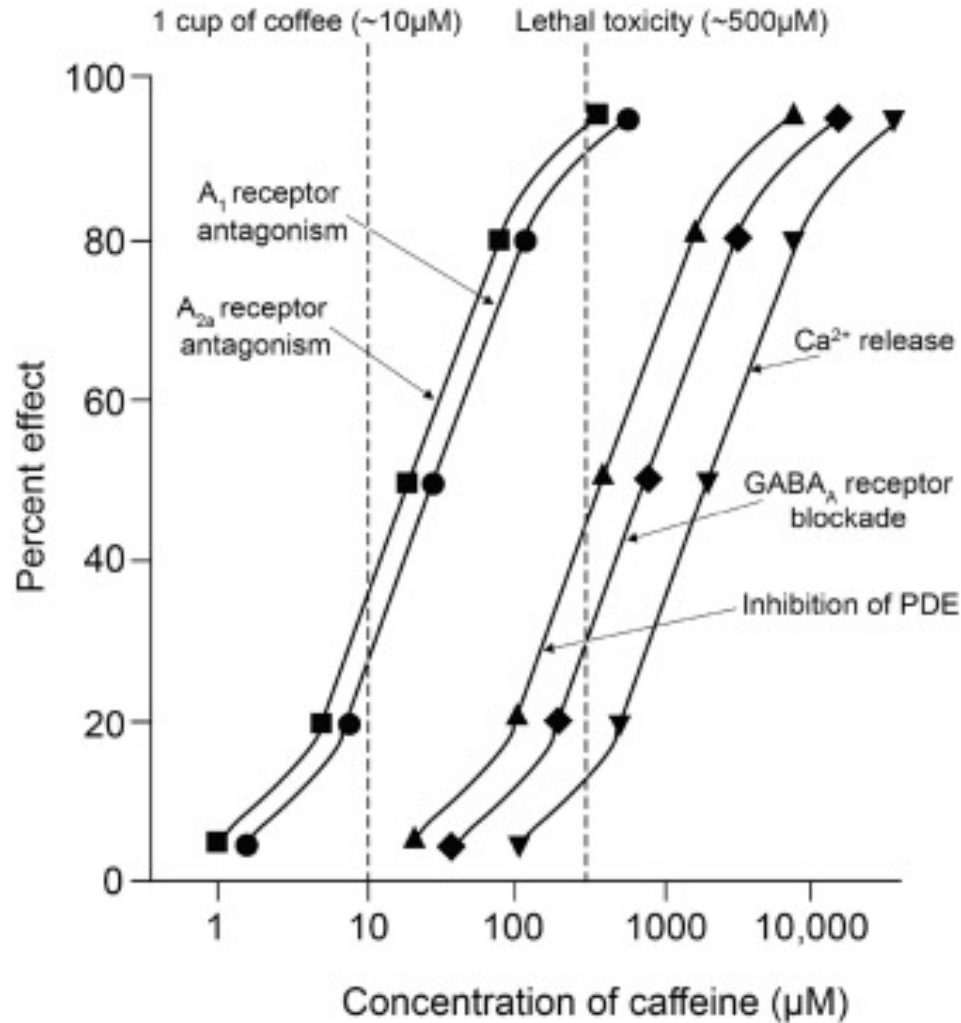 1 cup of coffee (~10µM)
Lethal toxicity (~500µM)
100
80
60
40
20
0
Percent effect
A₁ receptor
antagonism
A₂ₐ receptor
antagonism
Ca²⁺ release
GABA_A receptor
blockade
Inhibition of PDE
1
10
100
1000
10,000
Concentration of caffeine (µM)